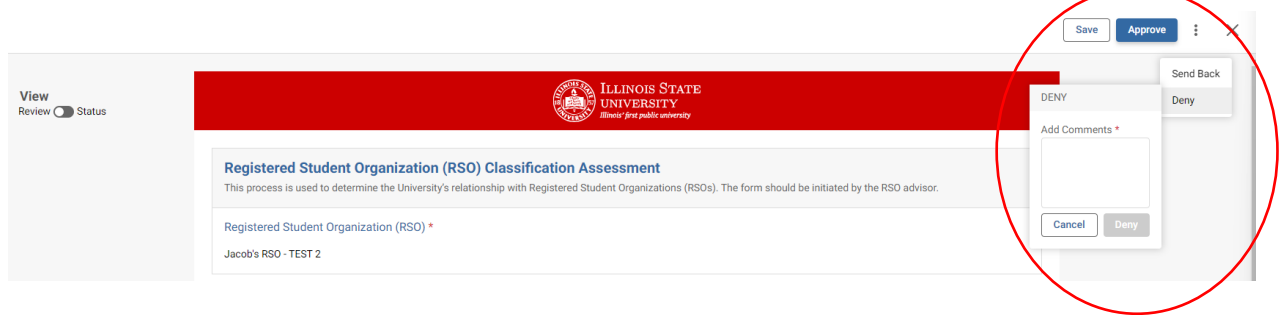 Save
Approve
Send Back
Deny
View
Review Status
ILLINOIS STATE
UNIVERSITY
Illinois' first public university
DENY
Add Comments *
Cancel Deny
Registered Student Organization (RSO) Classification Assessment
This process is used to determine the University's relationship with Registered Student Organizations (RSOs). The form should be initiated by the RSO advisor.
Registered Student Organization (RSO) *
Jacob's RSO - TEST 2